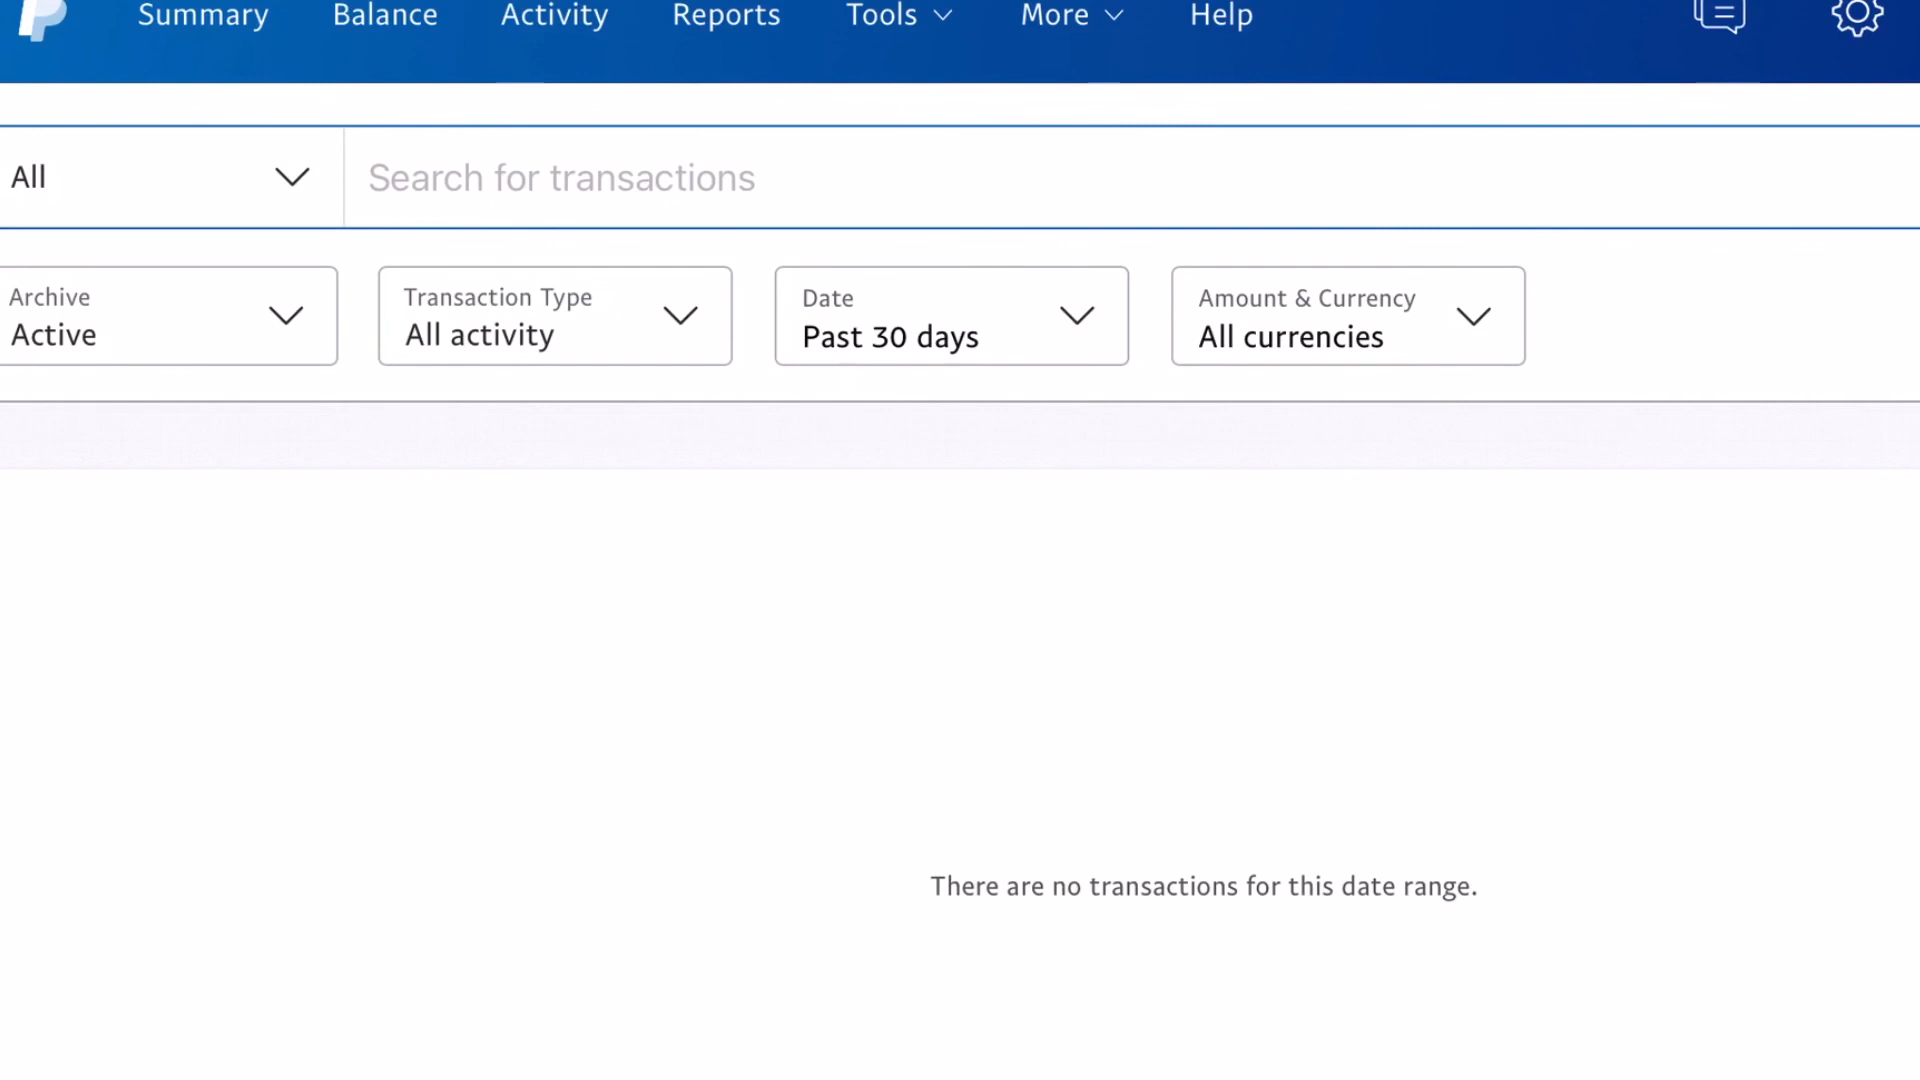 Summary Balance Activity Reports Tools More Help
All Search for transactions
Archive Transaction Type Date Amount & Currency
Active All activity Past 30 days All currencies
There are no transactions for this date range.